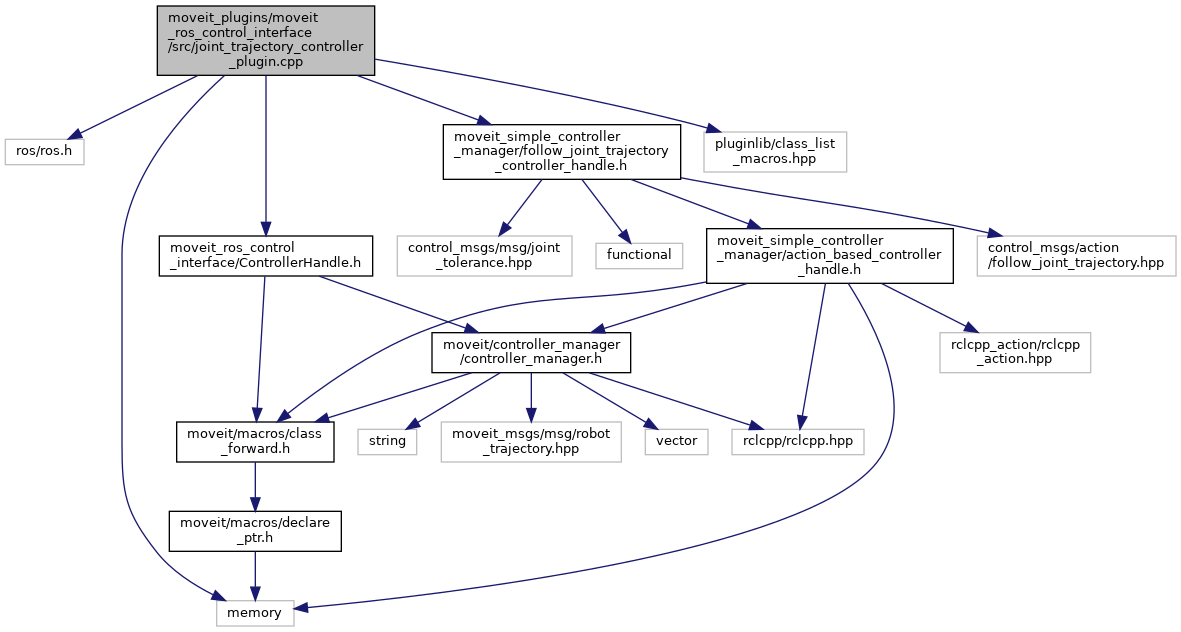 moveit_plugins/moveit
_ros_control_interface
/src/joint_trajectory_controller
_plugin.cpp
ros/ros.h
moveit_simple_controller
_manager/follow_joint_trajectory
_controller_handle.h
pluginlib/class_list
_macros.hpp
moveit_ros_control
_interface/ControllerHandle.h
control_msgs/msg/joint
_tolerance.hpp
functional
moveit_simple_controller
_manager/action_based_controller
_handle.h
control_msgs/action
/follow_joint_trajectory.hpp
moveit/controller_manager
/controller_manager.h
rclcpp_action/rclcpp
_action.hpp
moveit/macros/class
_forward.h
string
moveit_msgs/msg/robot
_trajectory.hpp
vector
rclcpp/rclcpp.hpp
moveit/macros/declare
_ptr.h
memory